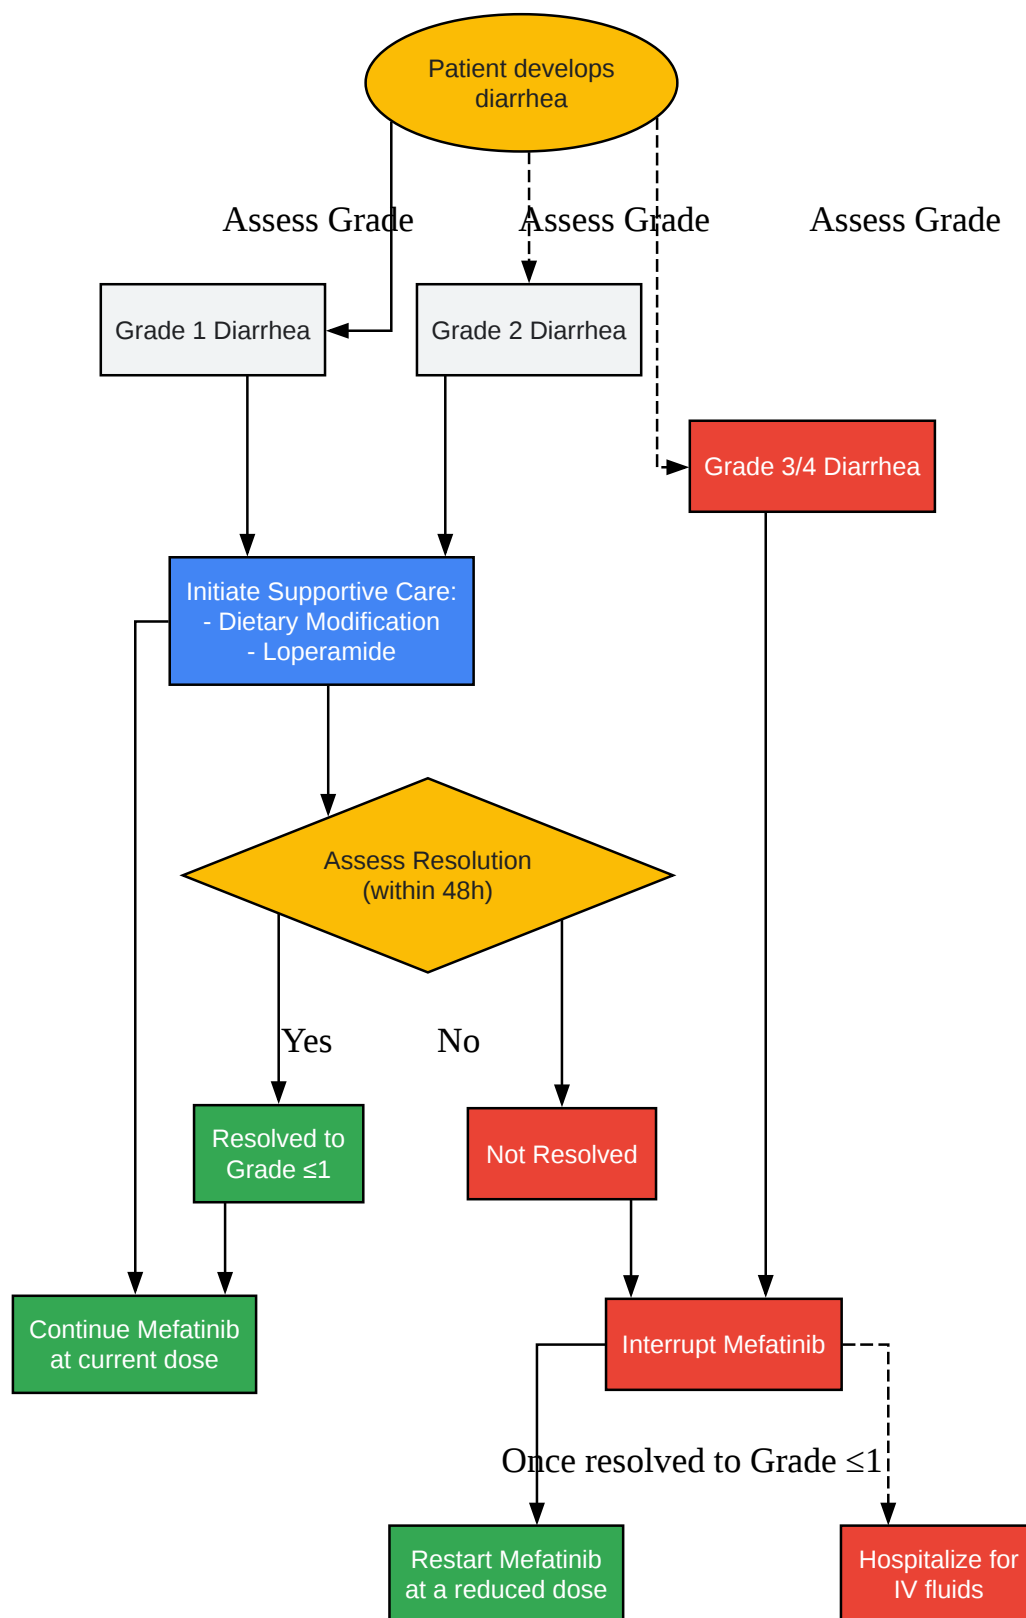 Patient develops
diarrhea
Assess Grade
Assess Grade
Assess Grade
Grade 1 Diarrhea
Grade 2 Diarrhea
Grade 3/4 Diarrhea
Initiate Supportive Care:
- Dietary Modification
- Loperamide
Assess Resolution
(within 48h)
Yes
No
Resolved to
Grade ≤1
Not Resolved
Continue Mefatinib
at current dose
Interrupt Mefatinib
Once resolved to Grade ≤1
Restart Mefatinib
at a reduced dose
Hospitalize for
IV fluids